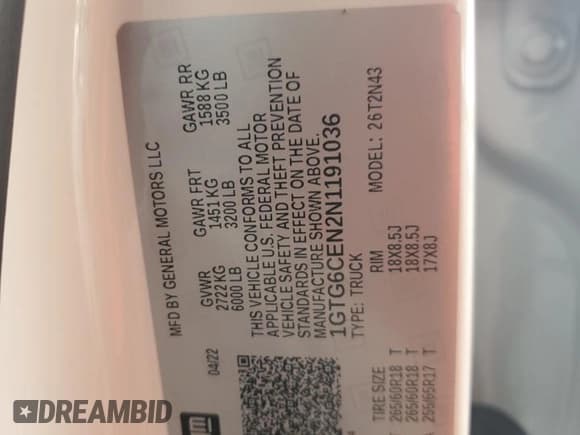 MFD BY GENERAL MOTORS LLC
04/22
GVWR GAWR FRT GAWR RR
2722 KG 1451 KG 1588 KG
6000 LB 3200 LB 3500 LB
THIS VEHICLE CONFORMS TO ALL
APPLICABLE U.S. FEDERAL MOTOR
VEHICLE SAFETY AND THEFT PREVENTION
STANDARDS IN EFFECT ON THE DATE OF
MANUFACTURE SHOWN ABOVE.
1GTG6CEN2N1191036
TYPE: TRUCK MODEL: 26T2N43
TIRE SIZE RIM
265/60R18 T 18X8.5J
265/60R18 T 18X8.5J
255/65R17 T 17X8J
gm
DREAMBID